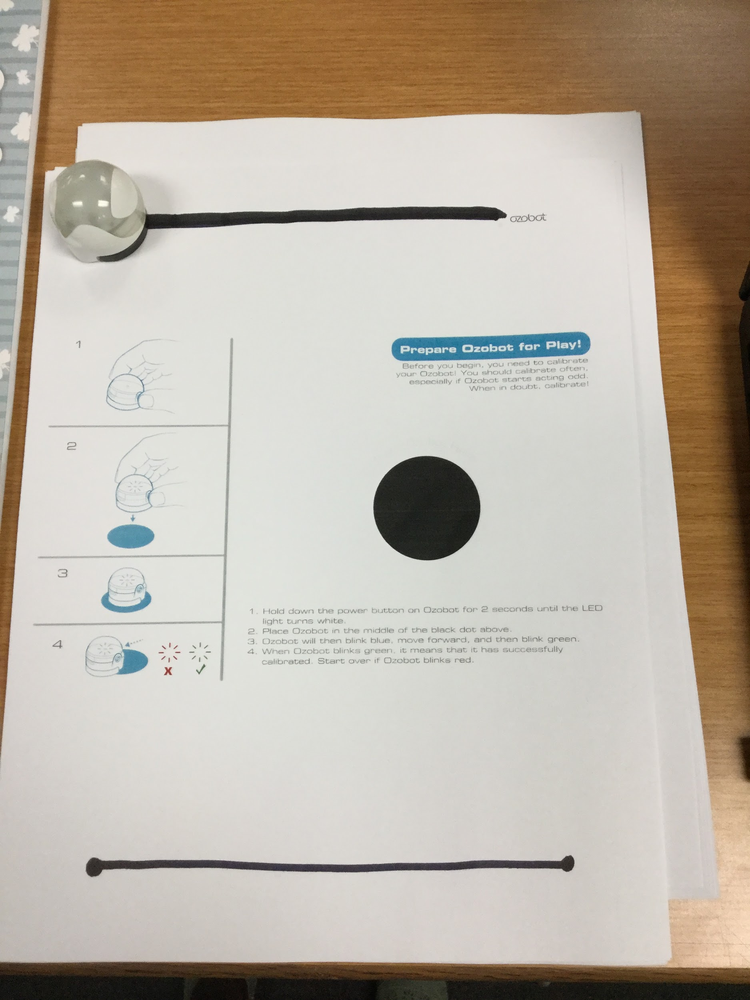 ozobot
1
2
3
4
X
Prepare Ozobot for Play!
Before you begin, you need to calibrate
your Ozobot! You should calibrate often,
especially if Ozobot starts acting odd.
When in doubt, calibrate!
1. Hold down the power button on Ozobot for 2 seconds until the LED
light turns white.
2. Place Ozobot in the middle of the black dot above.
3. Ozobot will then blink blue, move forward, and then blink green.
4. When Ozobot blinks green, it means that it has successfully
calibrated. Start over if Ozobot blinks red.